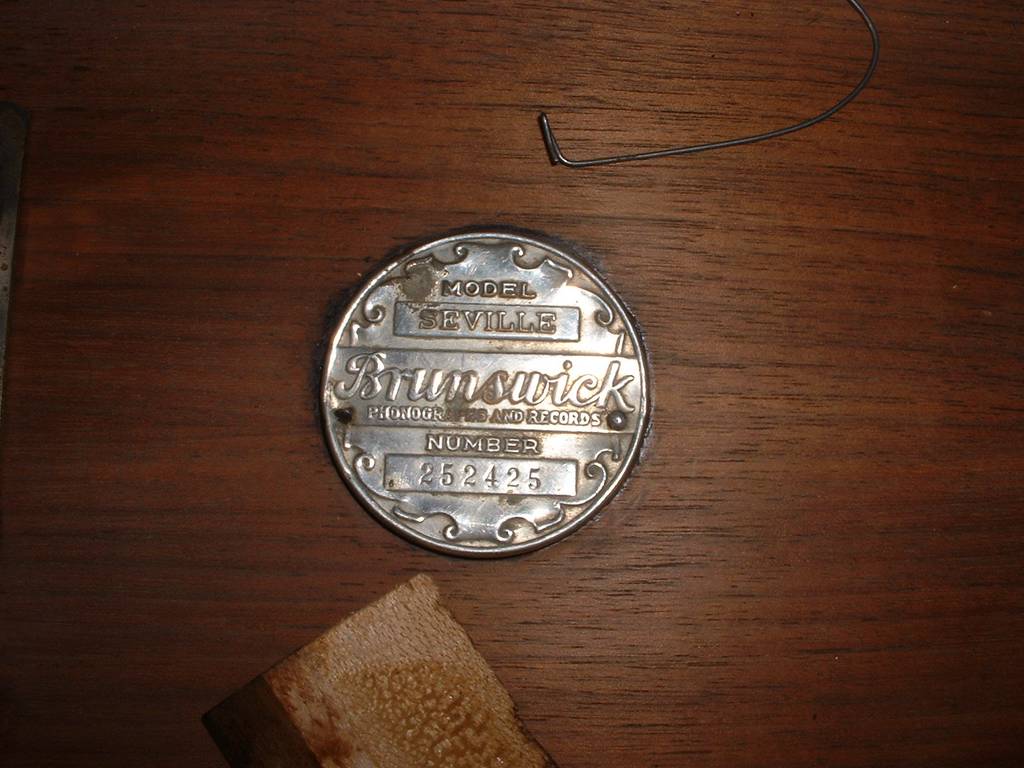 MODEL
SEVILLE
Brunswick
PHONOGRAPHS AND RECORDS
NUMBER
252425